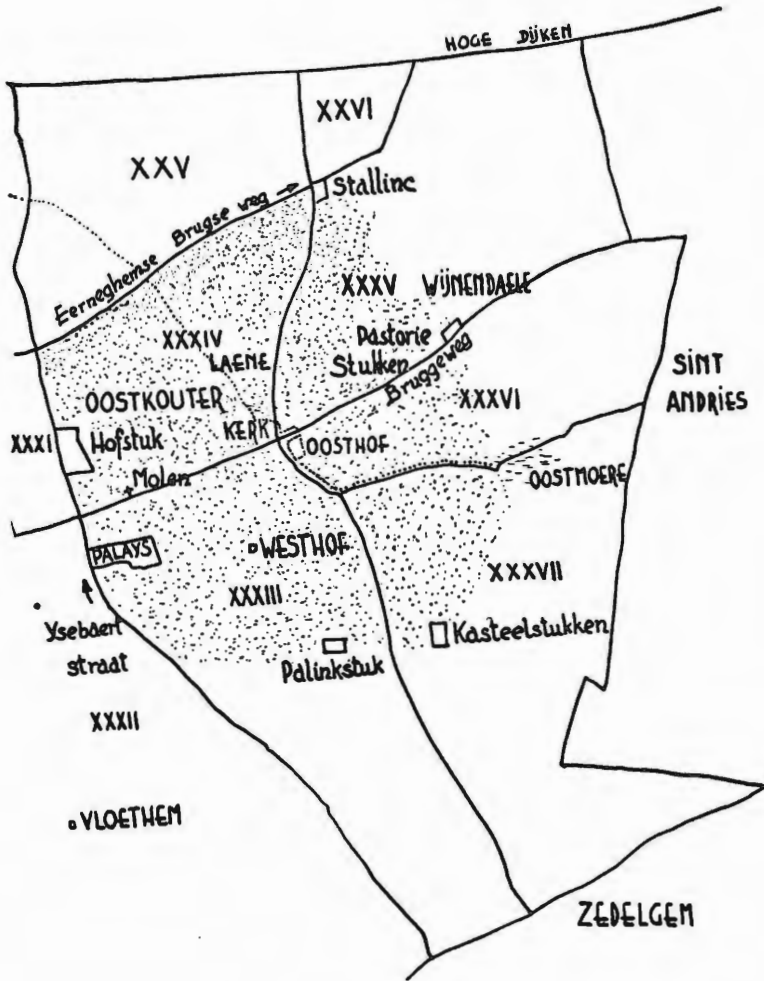 HOGE DIJKEN
XXVI
XXV
Stallinc
Eerneghemse Brugse weg
XXXV WIJNENDAELE
XXXIV
LAENE
Pastorie
Stukken
Bruggeweg
SINT
ANDRIES
OOSTKOUTER
XXXVI
KERK
XXXI
Hofstuk
OOSTHOF
Molen
OOSTMOERE
PALAYS
WESTHOF
XXXVII
XXXIII
Ysebaert
straat
Kasteelstukken
Palinkstuk
XXXII
VLOETHEM
ZEDELGEM